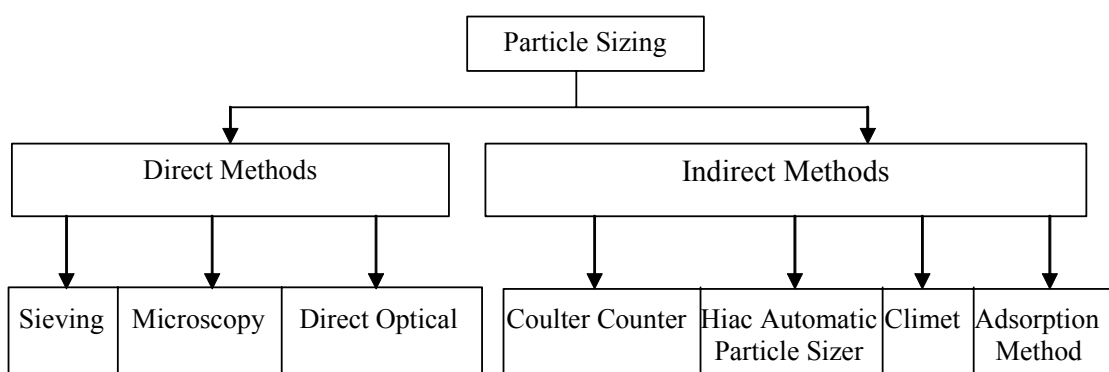 Particle Sizing
Direct Methods
Indirect Methods
Sieving
Microscopy
Direct Optical
Coulter Counter
Hiac Automatic
Particle Sizer
Climet
Adsorption
Method